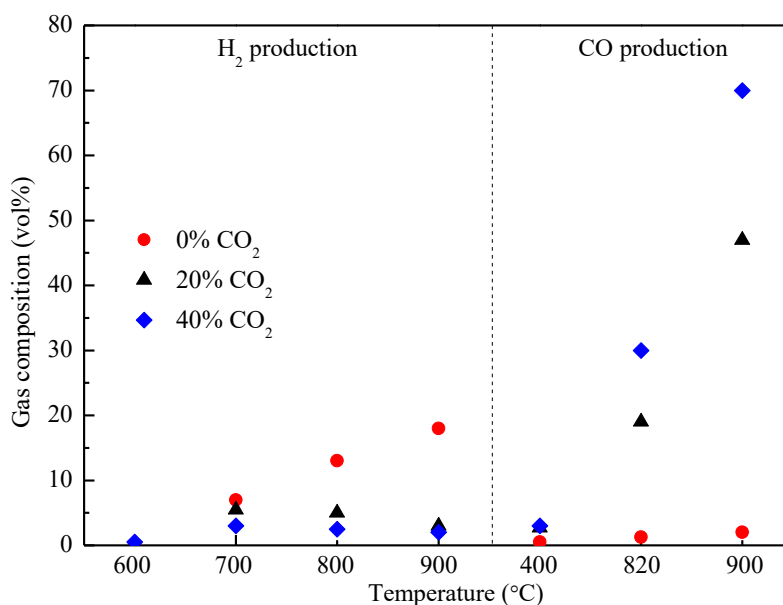 80
70
60
50
40
30
20
10
0
Gas composition (vol%)
H₂ production
CO production
0% CO₂
20% CO₂
40% CO₂
600 700 800 900 400 820 900
Temperature (°C)